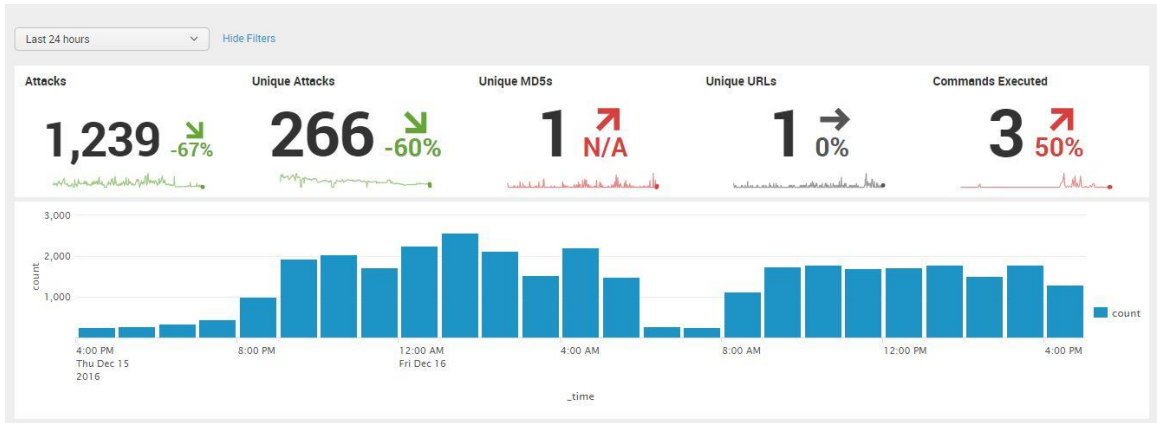 Last 24 hours
Hide Filters
Attacks
1,239 -67%
Unique Attacks
266 -60%
Unique MD5s
1 N/A
Unique URLs
1 0%
Commands Executed
3 50%
3,000
2,000
1,000
count
4:00 PM
Thu Dec 15
2016
8:00 PM
12:00 AM
Fri Dec 16
4:00 AM
8:00 AM
12:00 PM
4:00 PM
_time
count